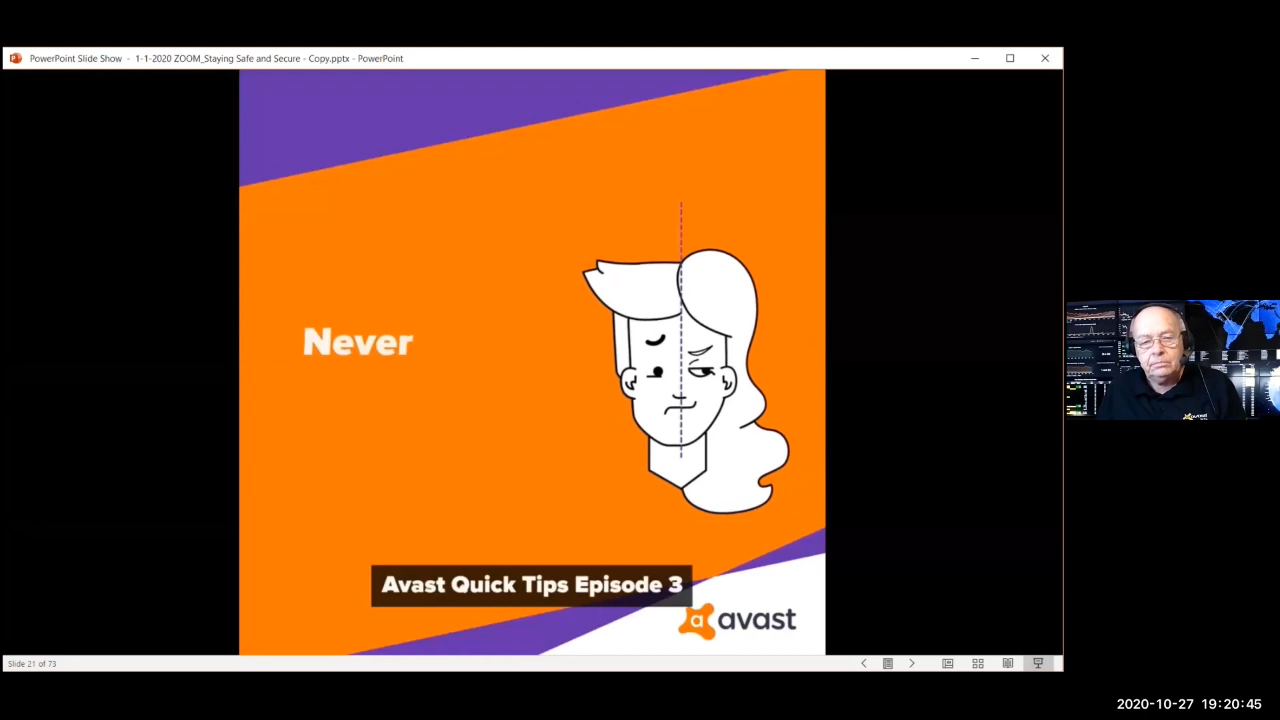 PowerPoint Slide Show - 1-1-2020 ZOOM_Staying Safe and Secure - Copy.pptx - PowerPoint
Never
Avast Quick Tips Episode 3
a avast
avast
Slide 21 of 73
2020-10-27 19:20:45